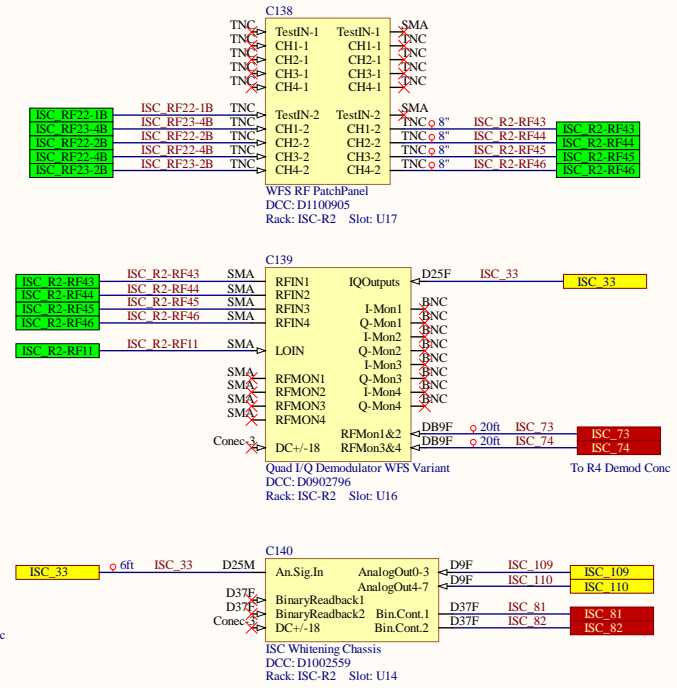 C138
TNC TestIN-1 TestIN-1 SMA
TNC CH1-1 CH1-1 TNC
TNC CH2-1 CH2-1 TNC
TNC CH3-1 CH3-1 TNC
TNC CH4-1 CH4-1 TNC
ISC_RF22-1B ISC_RF22-1B TNC TestIN-2 TestIN-2 SMA
ISC_RF23-4B ISC_RF23-4B TNC CH1-2 CH1-2 TNC 8" ISC_R2-RF43 ISC_R2-RF43
ISC_RF22-2B ISC_RF22-2B TNC CH2-2 CH2-2 TNC 8" ISC_R2-RF44 ISC_R2-RF44
ISC_RF22-4B ISC_RF22-4B TNC CH3-2 CH3-2 TNC 8" ISC_R2-RF45 ISC_R2-RF45
ISC_RF23-2B ISC_RF23-2B TNC CH4-2 CH4-2 TNC 8" ISC_R2-RF46 ISC_R2-RF46
WFS RF PatchPanel
DCC: D1100905
Rack: ISC-R2 Slot: U17
C139
ISC_R2-RF43 ISC_R2-RF43 SMA RFIN1 IQOutputs D25F ISC_33 ISC_33
ISC_R2-RF44 ISC_R2-RF44 SMA RFIN2
ISC_R2-RF45 ISC_R2-RF45 SMA RFIN3 I-Mon1 BNC
ISC_R2-RF46 ISC_R2-RF46 SMA RFIN4 Q-Mon1 BNC
I-Mon2 BNC
ISC_R2-RF11 ISC_R2-RF11 SMA LOIN Q-Mon2 BNC
I-Mon3 BNC
SMA RFMON1 Q-Mon3 BNC
SMA RFMON2 I-Mon4 BNC
SMA RFMON3 Q-Mon4 BNC
SMA RFMON4
RFMon1&2 DB9F 20ft ISC_73 ISC_73
Conec-3 DC+/-18 RFMon3&4 DB9F 20ft ISC_74 ISC_74
Quad I/Q Demodulator WFS Variant To R4 Demod Conc
DCC: D0902796
Rack: ISC-R2 Slot: U16
C140
ISC_33 6ft ISC_33 D25M An.Sig.In AnalogOut0-3 D9F ISC_109 ISC_109
AnalogOut4-7 D9F ISC_110 ISC_110
D37F BinaryReadback1
D37F BinaryReadback2 Bin.Cont.1 D37F ISC_81 ISC_81
Conec-3 DC+/-18 Bin.Cont.2 D37F ISC_82 ISC_82
c
ISC Whitening Chassis
DCC: D1002559
Rack: ISC-R2 Slot: U14